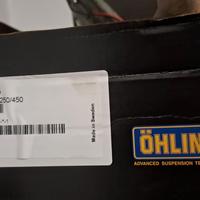 250/450
Made in Sweden
ÖHLIN
ADVANCED SUSPENSION TE